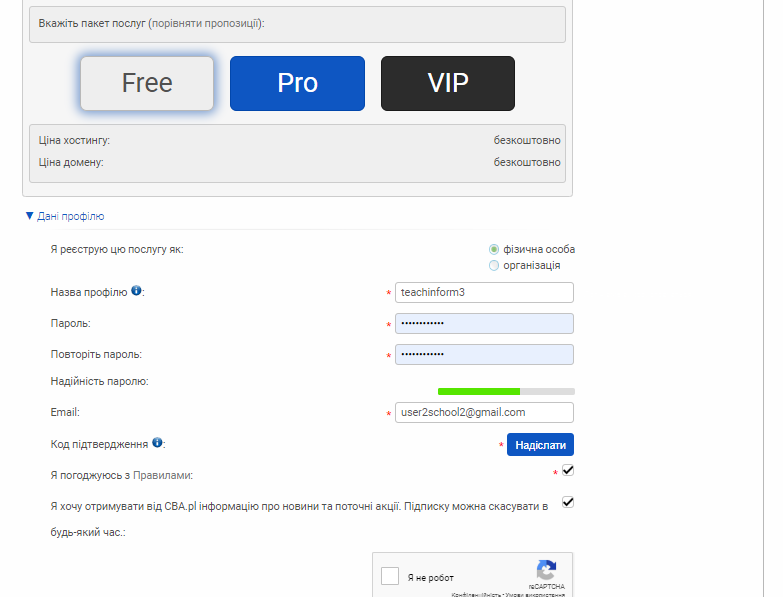 Вкажіть пакет послуг (порівняти пропозиції):
Free Pro VIP
Ціна хостингу: безкоштовно
Ціна домену: безкоштовно
▼ Дані профілю
Я реєструю цю послугу як: фізична особа
організація
Назва профілю : * teachinform3
Пароль: * ••••••••••••
Повторіть пароль: * ••••••••••••
Надійність паролю:
Email: * user2school2@gmail.com
Код підтвердження : * Надіслати
Я погоджуюсь з Правилами: *
Я хочу отримувати від CBA.pl інформацію про новини та поточні акції. Підписку можна скасувати в
будь-який час.:
Я не робот
reCAPTCHA
Конфіденційність - Умови використання